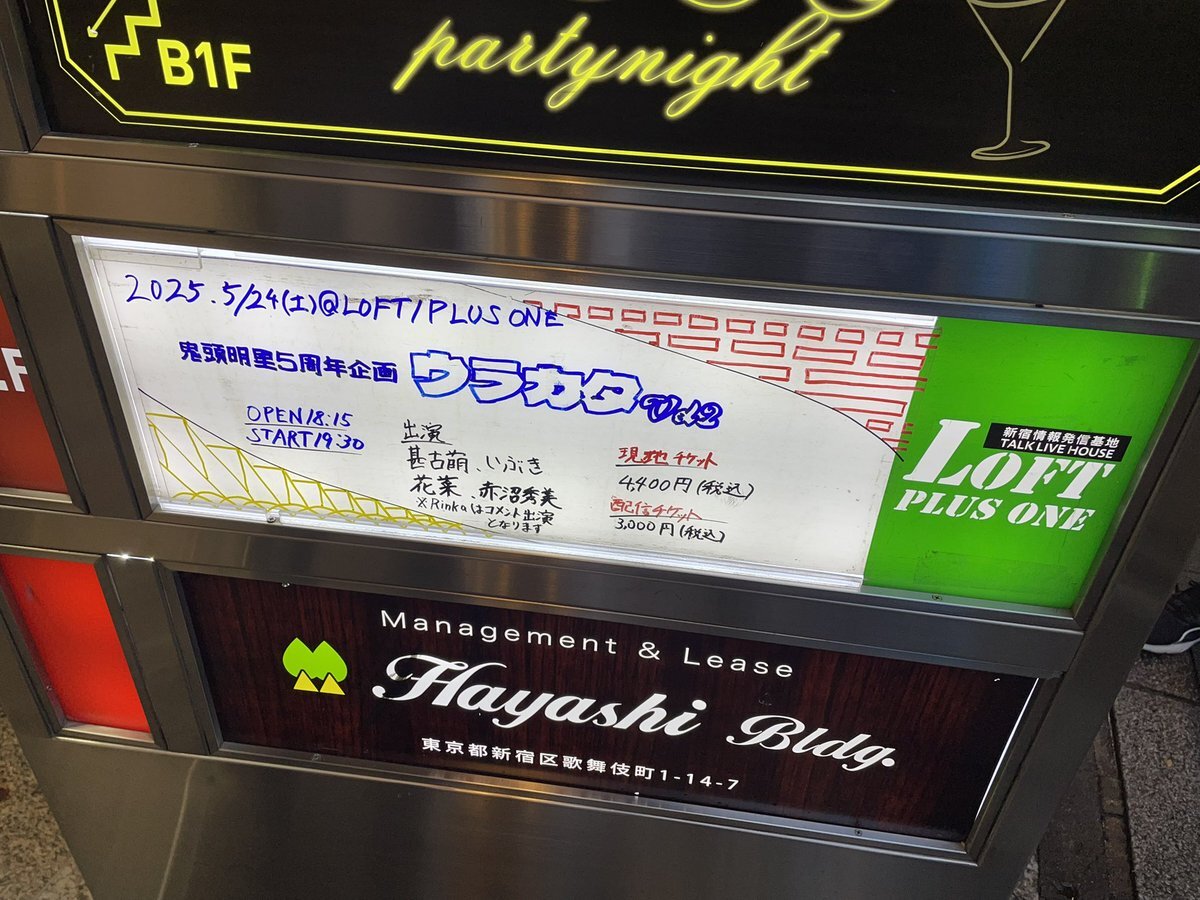 B1F
partynight
2025.5/24(土)@LOFT/PLUS ONE
鬼頭明里5周年企画 ウラカタ Vol.2
OPEN 18:15
START 19:30
出演
甚古萌、いぶき
花菜、赤沼秀美
※Rinkaはコメント出演
となります
現地チケット
4,400円(税込)
配信チケット
3,000円(税込)
新宿情報発信基地
TALK LIVE HOUSE
LOFT
PLUS ONE
Management & Lease
Hayashi Bldg.
東京都新宿区歌舞伎町1-14-7